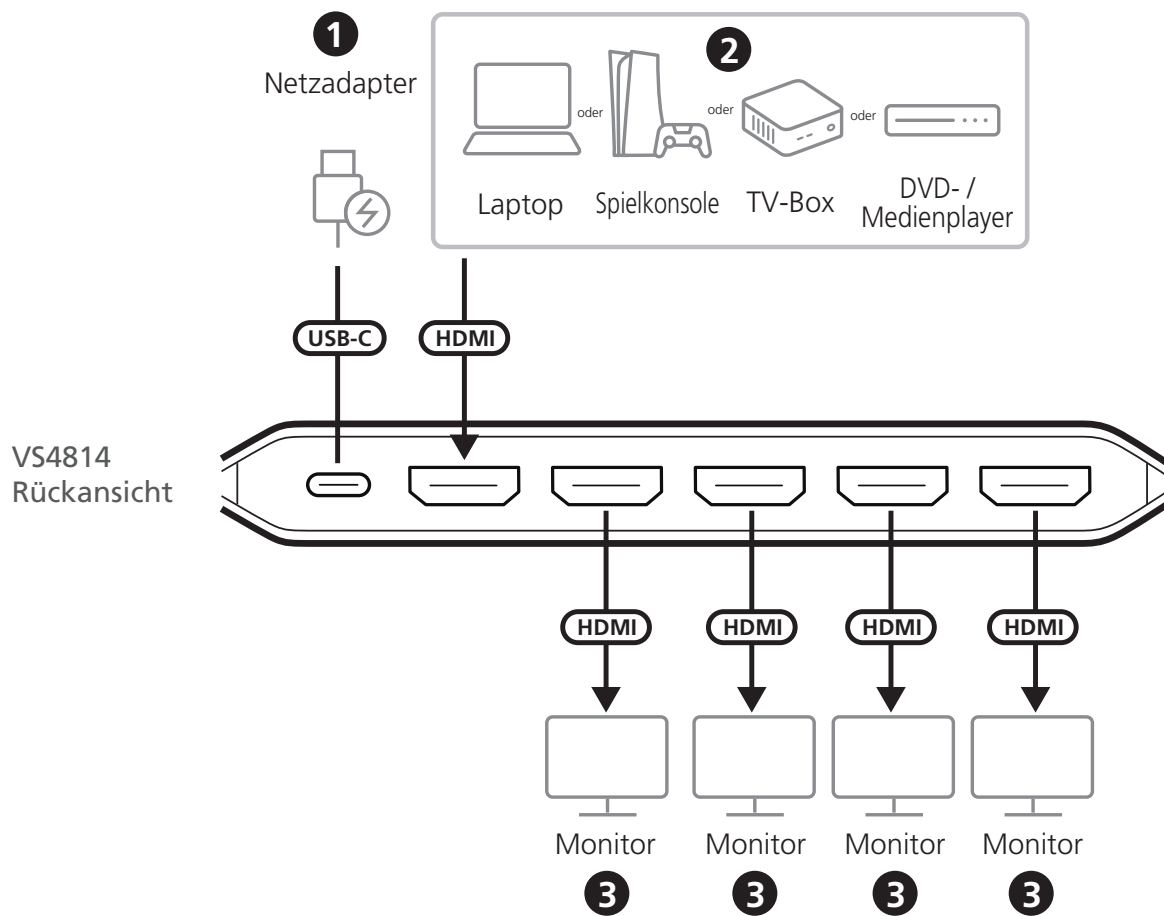 1
Netzadapter
2
oder
oder
oder
Laptop
Spielkonsole
TV-Box
DVD- /
Medienplayer
USB-C
HDMI
VS4814
Rückansicht
HDMI
HDMI
HDMI
HDMI
Monitor
Monitor
Monitor
Monitor
3
3
3
3